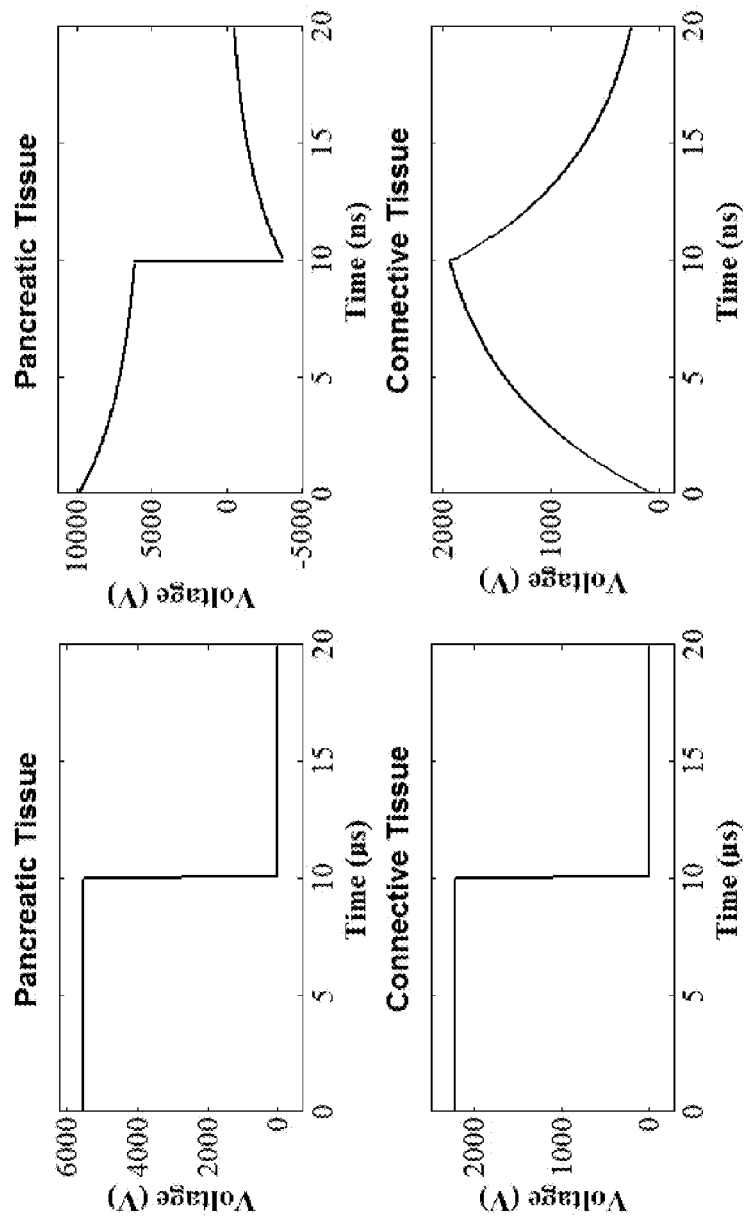 Pancreatic Tissue
Voltage (V)
6000
4000
2000
0
0 5 10 15 20
Time (µs)
Pancreatic Tissue
Voltage (V)
10000
5000
0
-5000
0 5 10 15 20
Time (ns)
Connective Tissue
Voltage (V)
2000
1000
0
0 5 10 15 20
Time (µs)
Connective Tissue
Voltage (V)
2000
1000
0
0 5 10 15 20
Time (ns)